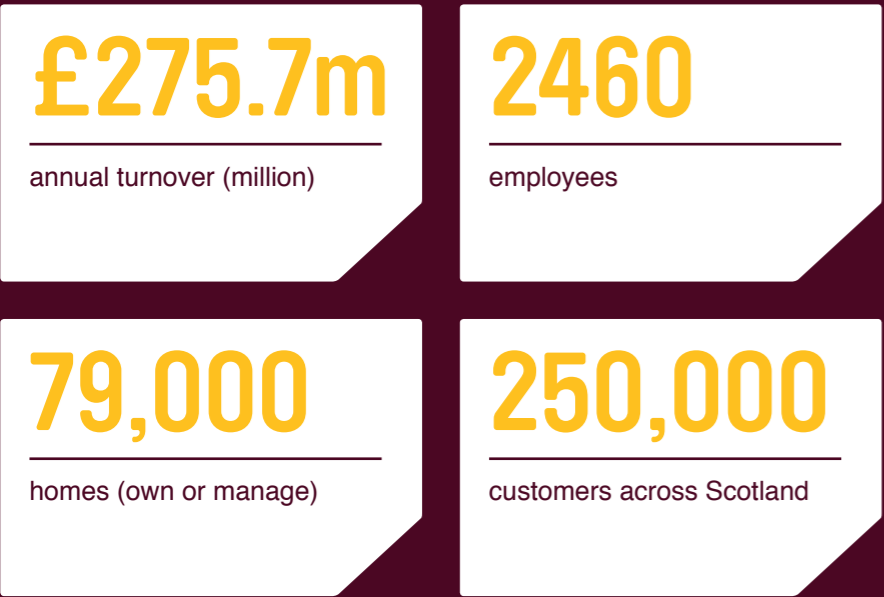 £275.7m
annual turnover (million)
2460
employees
79,000
homes (own or manage)
250,000
customers across Scotland